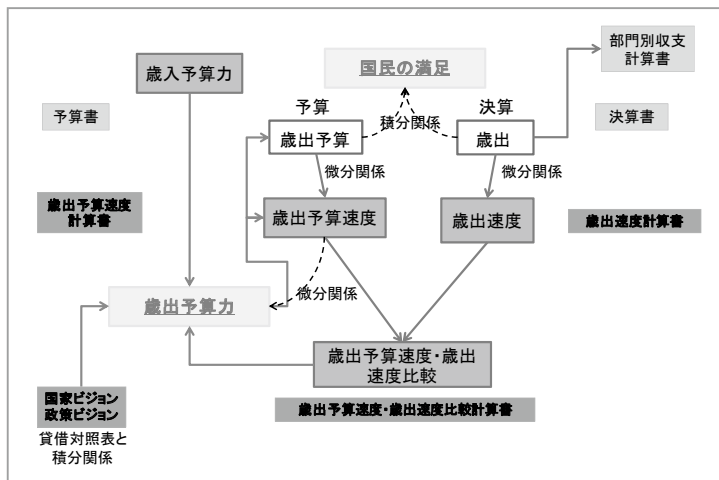 歳入予算力
国民の満足
部門別収支
計算書
予算書
予算
決算
決算書
歳出予算
積分関係
歳出
微分関係
微分関係
歳出予算速度
計算書
歳出予算速度
歳出速度
歳出速度計算書
歳出予算力
微分関係
歳出予算速度・歳出
速度比較
国家ビジョン
政策ビジョン
歳出予算速度・歳出速度比較計算書
貸借対照表と
積分関係